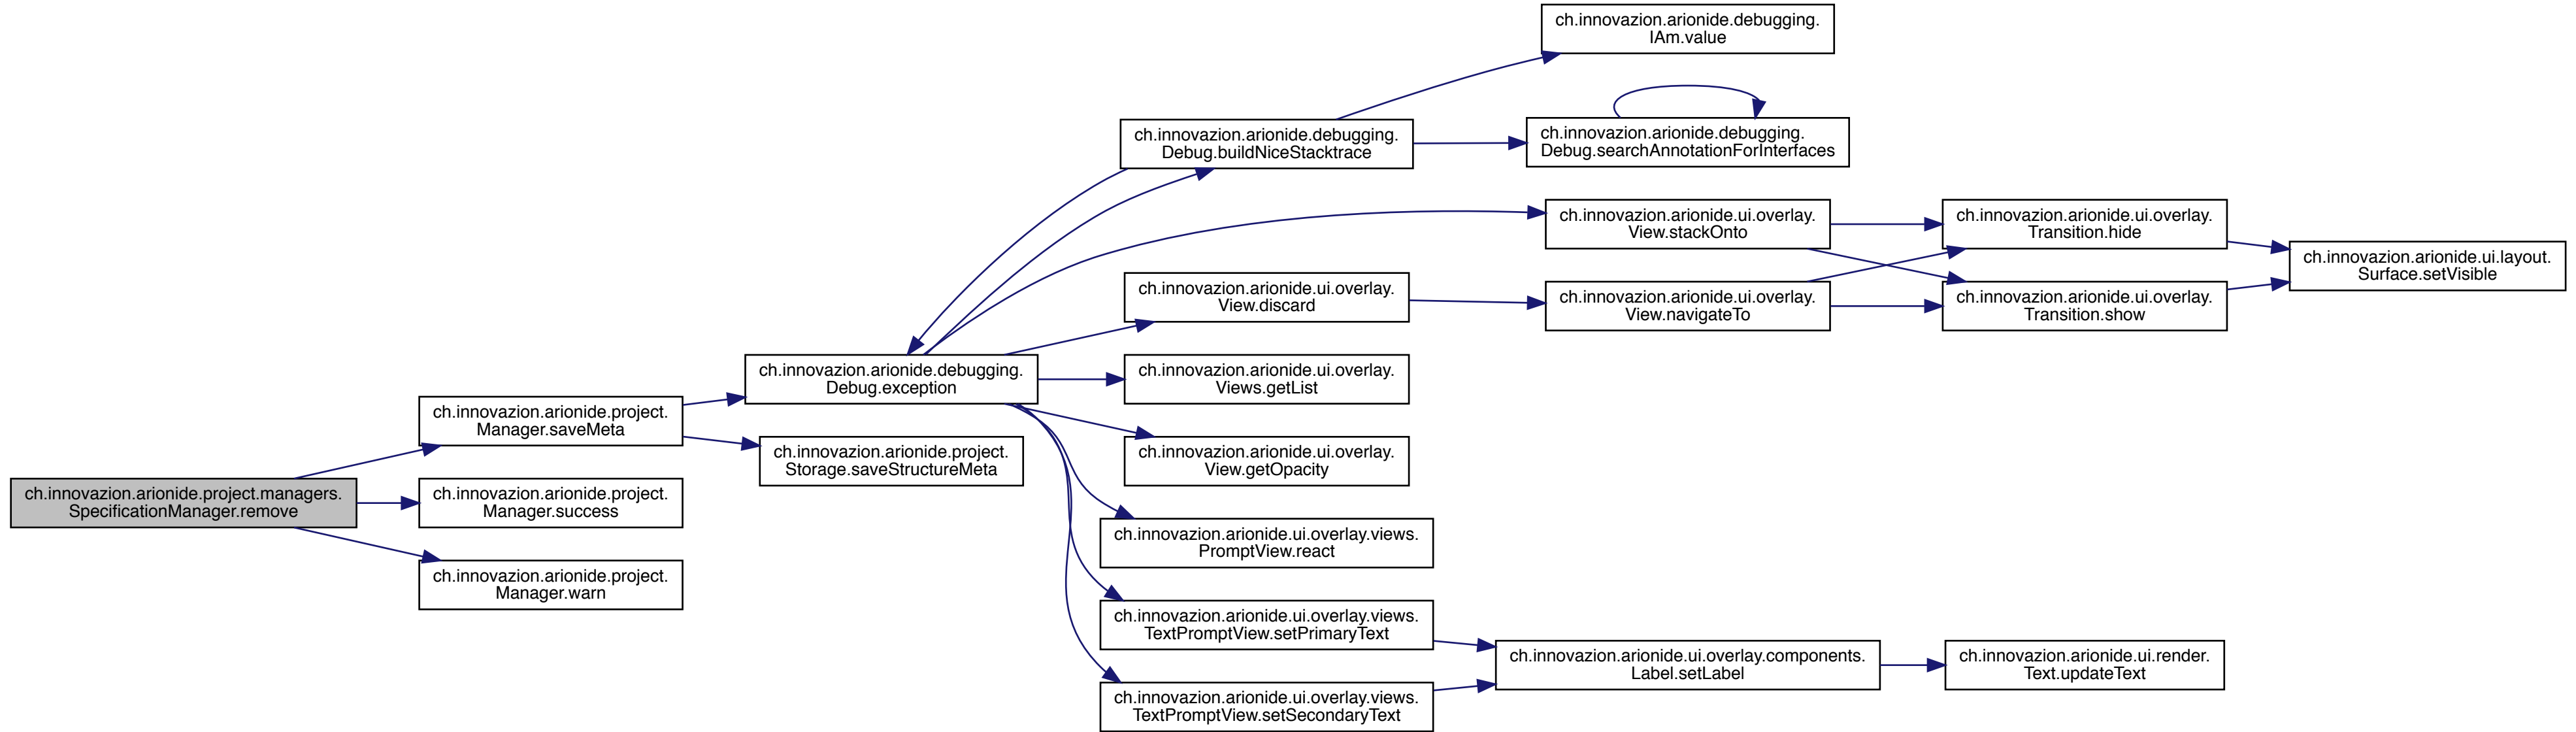 ch.innovazion.arionide.project.managers.
SpecificationManager.remove
ch.innovazion.arionide.project.
Manager.saveMeta
ch.innovazion.arionide.project.
Manager.success
ch.innovazion.arionide.project.
Manager.warn
ch.innovazion.arionide.debugging.
Debug.exception
ch.innovazion.arionide.project.
Storage.saveStructureMeta
ch.innovazion.arionide.debugging.
Debug.buildNiceStacktrace
ch.innovazion.arionide.ui.overlay.
View.discard
ch.innovazion.arionide.ui.overlay.
Views.getList
ch.innovazion.arionide.ui.overlay.
View.getOpacity
ch.innovazion.arionide.ui.overlay.views.
PromptView.react
ch.innovazion.arionide.ui.overlay.views.
TextPromptView.setPrimaryText
ch.innovazion.arionide.ui.overlay.views.
TextPromptView.setSecondaryText
ch.innovazion.arionide.debugging.
IAm.value
ch.innovazion.arionide.debugging.
Debug.searchAnnotationForInterfaces
ch.innovazion.arionide.ui.overlay.
View.stackOnto
ch.innovazion.arionide.ui.overlay.
View.navigateTo
ch.innovazion.arionide.ui.overlay.components.
Label.setLabel
ch.innovazion.arionide.ui.overlay.
Transition.hide
ch.innovazion.arionide.ui.overlay.
Transition.show
ch.innovazion.arionide.ui.render.
Text.updateText
ch.innovazion.arionide.ui.layout.
Surface.setVisible